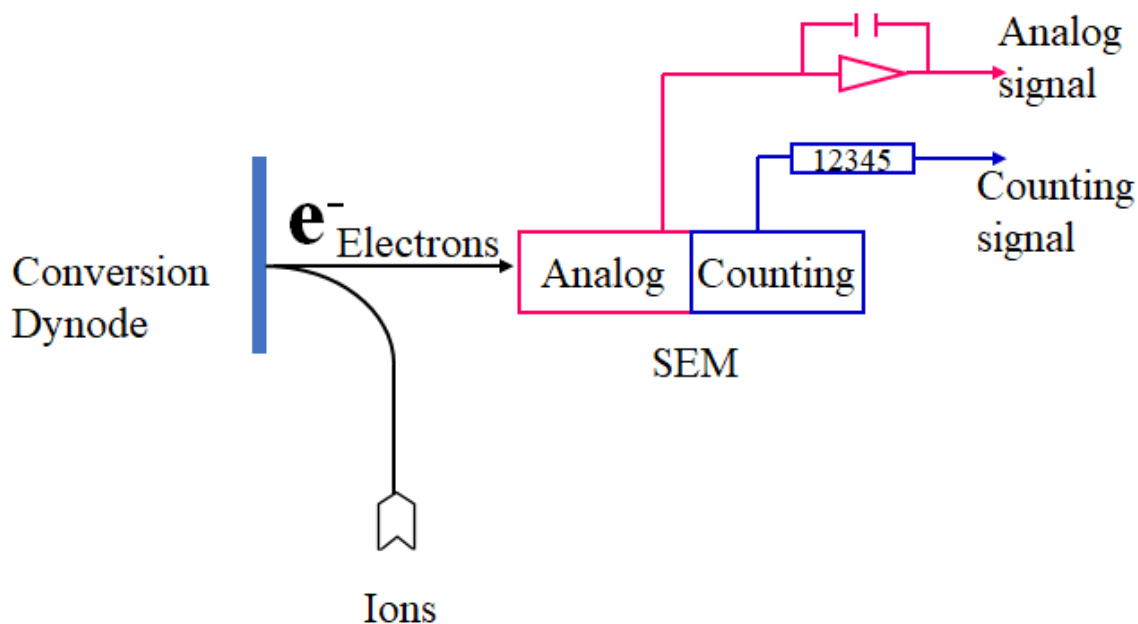 Analog
signal
12345
Counting
signal
e⁻
Electrons
Conversion
Dynode
Analog
Counting
SEM
Ions